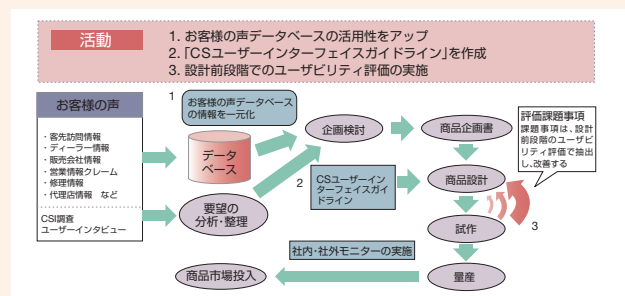 活動
1. お客様の声データベースの活用性をアップ
2.「CSユーザーインターフェイスガイドライン」を作成
3. 設計前段階でのユーザビリティ評価の実施
お客様の声
・客先訪問情報
・ディーラー情報
・販売会社情報
・営業情報クレーム
・修理情報
・代理店情報　など
CSI調査
ユーザーインタビュー
1
お客様の声データベース
の情報を一元化
データ
ベース
要望の
分析・整理
2
企画検討
商品企画書
CSユーザーイン
ターフェイスガイ
ドライン
商品設計
評価課題事項
課題事項は、設計
前段階のユーザビ
リティ評価で抽出
し、改善する
試作
3
社内・社外モニターの実施
量産
商品市場投入